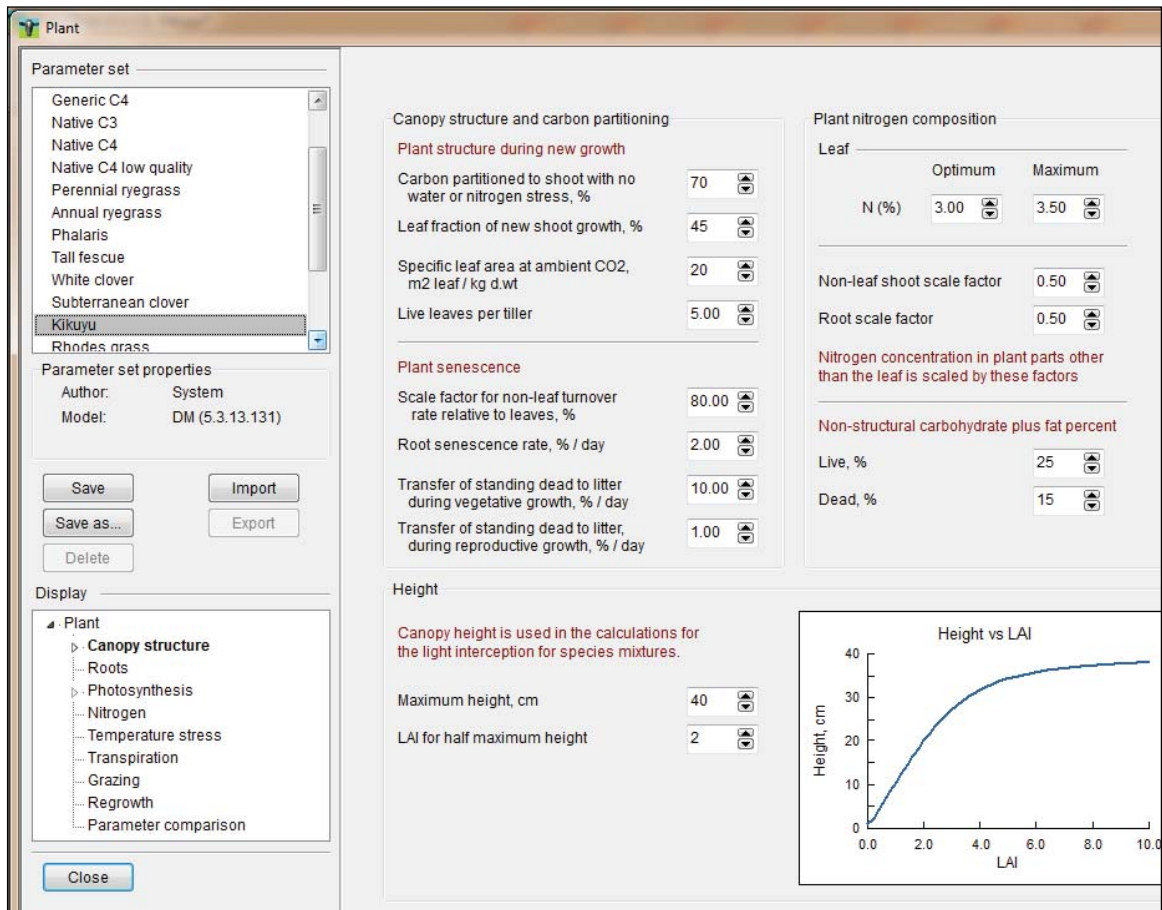 Plant
Parameter set
Generic C4
Native C3
Native C4
Native C4 low quality
Perennial ryegrass
Annual ryegrass
Phalaris
Tall fescue
White clover
Subterranean clover
Kikuyu
Rhodes grass
Parameter set properties
Author: System
Model: DM (5.3.13.131)
Save Import
Save as... Export
Delete
Display
Plant
Canopy structure
Roots
Photosynthesis
Nitrogen
Temperature stress
Transpiration
Grazing
Regrowth
Parameter comparison
Close
Canopy structure and carbon partitioning
Plant structure during new growth
Carbon partitioned to shoot with no
water or nitrogen stress, % 70
Leaf fraction of new shoot growth, % 45
Specific leaf area at ambient CO2,
m2 leaf / kg d.wt 20
Live leaves per tiller 5.00
Plant senescence
Scale factor for non-leaf turnover
rate relative to leaves, % 80.00
Root senescence rate, % / day 2.00
Transfer of standing dead to litter
during vegetative growth, % / day 10.00
Transfer of standing dead to litter,
during reproductive growth, % / day 1.00
Plant nitrogen composition
Leaf
Optimum Maximum
N (%) 3.00 3.50
Non-leaf shoot scale factor 0.50
Root scale factor 0.50
Nitrogen concentration in plant parts other
than the leaf is scaled by these factors
Non-structural carbohydrate plus fat percent
Live, % 25
Dead, % 15
Height
Canopy height is used in the calculations for
the light interception for species mixtures.
Maximum height, cm 40
LAI for half maximum height 2
Height vs LAI
Height, cm
40
30
20
10
0
0.0 2.0 4.0 6.0 8.0 10.0
LAI